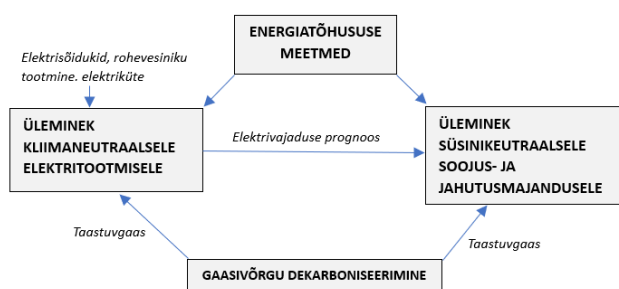 ENERGIATÕHUSUSE
MEETMED
Elektrisõidukid, rohevesiniku
tootmine. elektriküte
ÜLEMINEK
KLIIMANEUTRAALSELE
ELEKTRITOOTMISELE
Elektrivajaduse prognoos
ÜLEMINEK
SÜSINIKEUTRAALSELE
SOOJUS- JA
JAHUTUSMAJANDUSELE
Taastuvgaas
Taastuvgaas
GAASIVÕRGU DEKARBONISEERIMINE